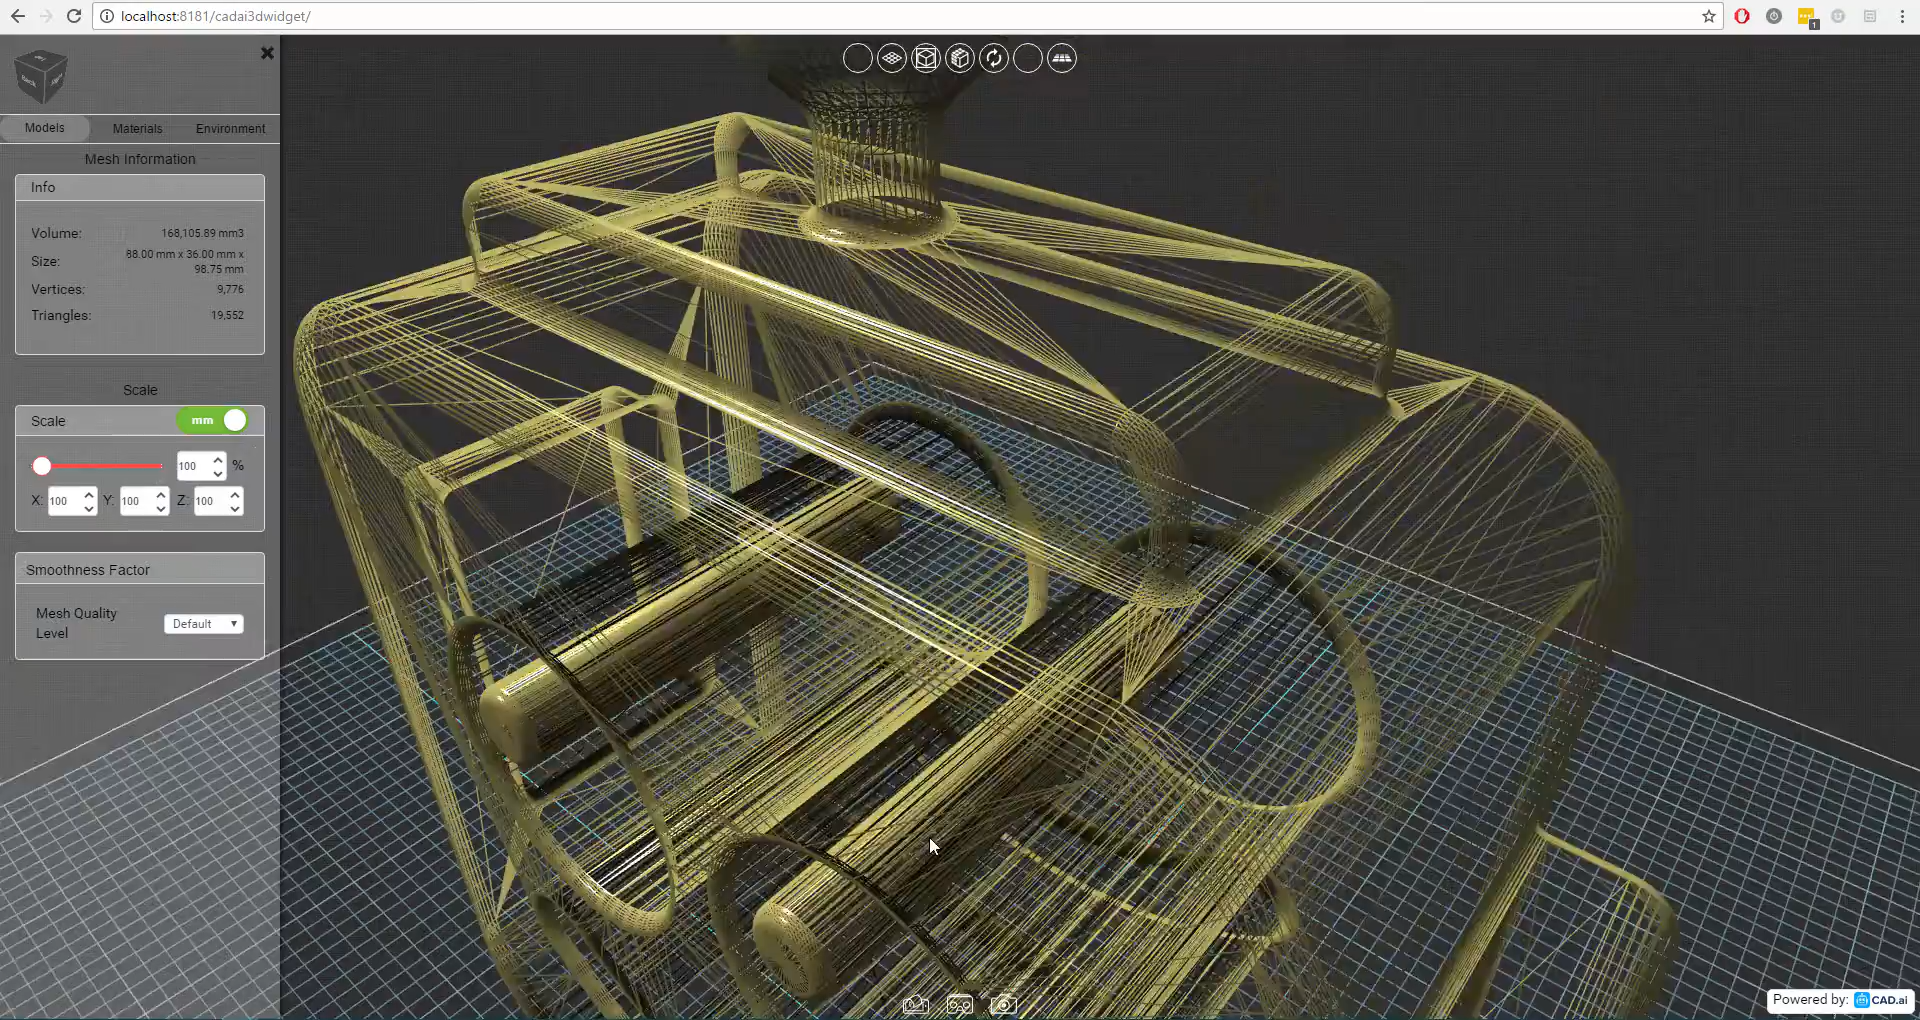 localhost:8181/cadai3dwidget/
1
Back
Models
Materials
Environment
Mesh Information
Info
Volume: 168,105.89 mm3
Size: 88.00 mm x 36.00 mm x
98.75 mm
Vertices: 9,776
Triangles: 19,552
Scale
Scale mm
100 %
X: 100 Y: 100 Z: 100
Smoothness Factor
Mesh Quality
Level
Default
Powered by: CAD.ai